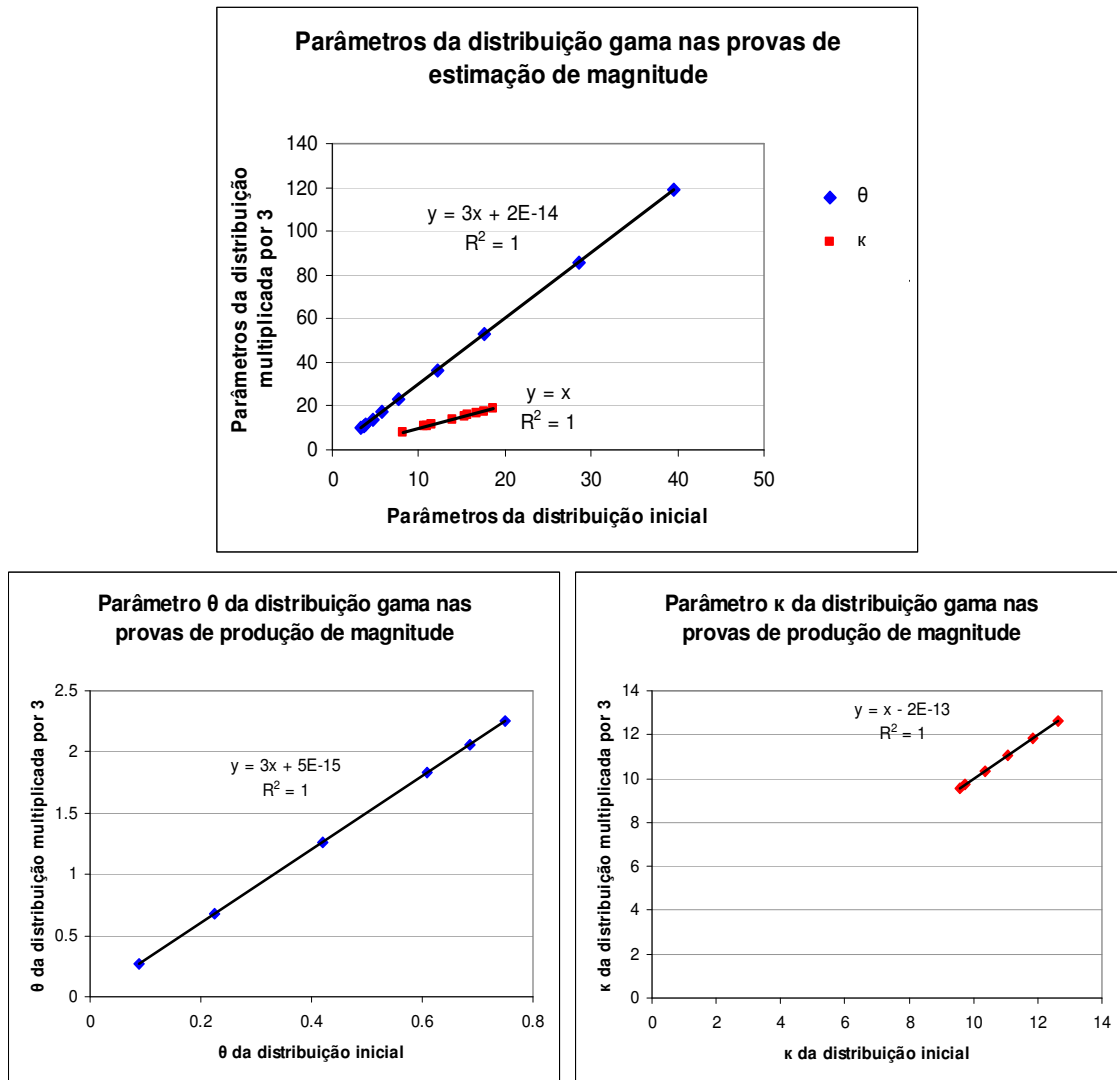 Parâmetros da distribuição gama nas provas de
estimação de magnitude
Parâmetros da distribuição
multiplicada por 3
140
120
100
80
60
40
20
0
y = 3x + 2E-14
R² = 1
y = x
R² = 1
θ
κ
0 10 20 30 40 50
Parâmetros da distribuição inicial
Parâmetro θ da distribuição gama nas
provas de produção de magnitude
θ da distribuição multiplicada por 3
2.5
2
1.5
1
0.5
0
y = 3x + 5E-15
R² = 1
0 0.2 0.4 0.6 0.8
θ da distribuição inicial
Parâmetro κ da distribuição gama nas
provas de produção de magnitude
κ da distribuição multiplicada por 3
14
12
10
8
6
4
2
0
y = x - 2E-13
R² = 1
0 2 4 6 8 10 12 14
κ da distribuição inicial